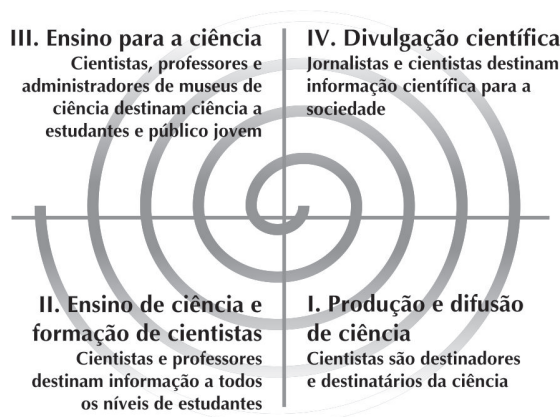 III. Ensino para a ciência
Cientistas, professores e
administradores de museus de
ciência destinam ciência a
estudantes e público jovem
IV. Divulgação científica
Jornalistas e cientistas destinam
informação científica para a
sociedade
II. Ensino de ciência e
formação de cientistas
Cientistas e professores
destinam informação a todos
os níveis de estudantes
I. Produção e difusão
de ciência
Cientistas são destinadores
e destinatários da ciência